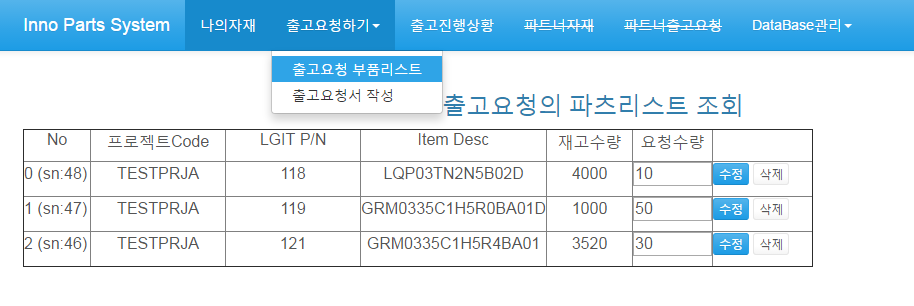 Inno Parts System 나의자재 출고요청하기 출고진행상황 파트너자재 파트너출고요청 DataBase관리
출고요청 부품리스트
출고요청서 작성
출고요청의 파츠리스트 조회
No 프로젝트Code LGIT P/N Item Desc 재고수량 요청수량
0 (sn:48) TESTPRJA 118 LQP03TN2N5B02D 4000 10 수정 삭제
1 (sn:47) TESTPRJA 119 GRM0335C1H5R0BA01D 1000 50 수정 삭제
2 (sn:46) TESTPRJA 121 GRM0335C1H5R4BA01 3520 30 수정 삭제